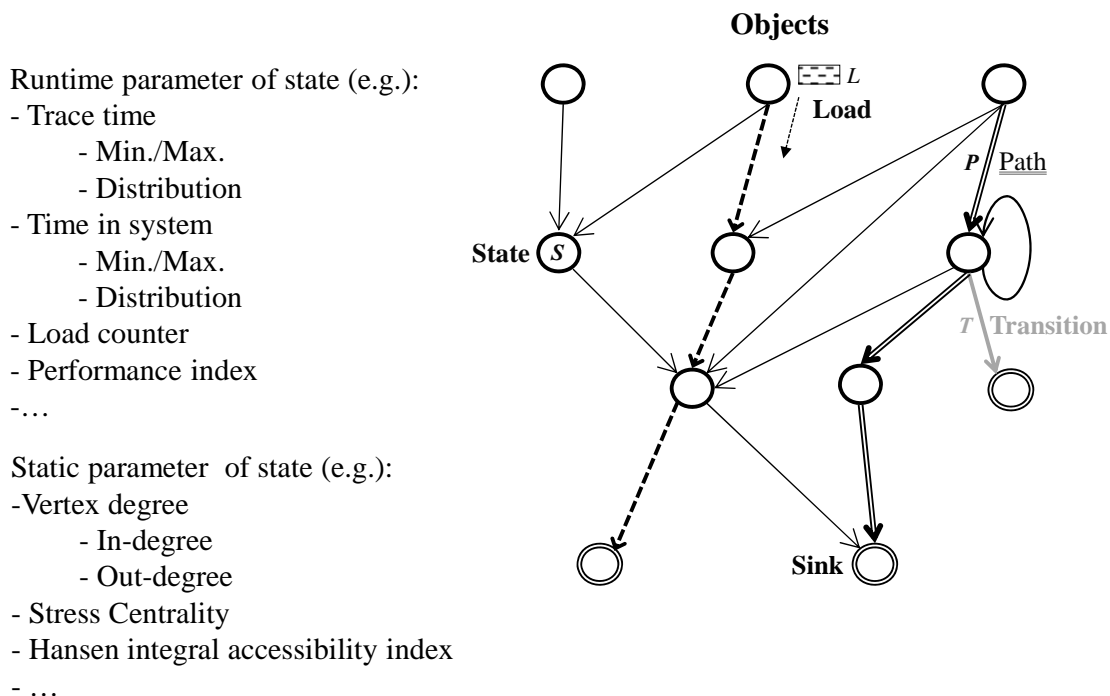 Objects
Runtime parameter of state (e.g.):
- Trace time
- Min./Max.
- Distribution
- Time in system
- Min./Max.
- Distribution
- Load counter
- Performance index
-…
Static parameter of state (e.g.):
-Vertex degree
- In-degree
- Out-degree
- Stress Centrality
- Hansen integral accessibility index
- …
L
Load
P Path
State S
T Transition
Sink